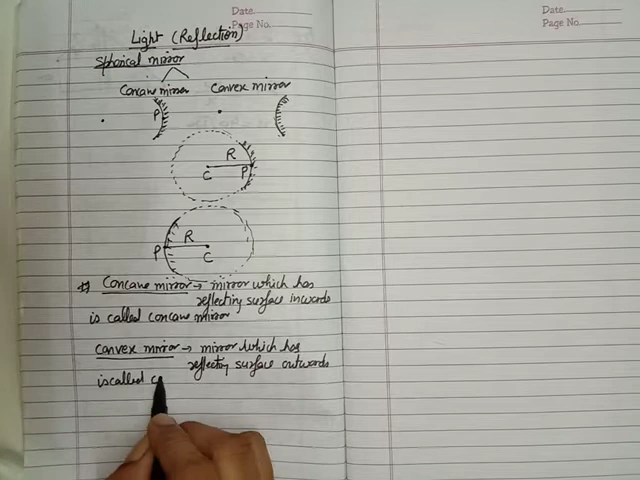 Date
Page No.
Date
Page No.
Light (Reflection)
Spherical mirror
Concave mirror Convex mirror
P
R
C P
R
P C
# Concave mirror → mirror which has
reflecting surface inwards
is called concave mirror
Convex mirror → mirror which has
reflecting surface outwards
is called co